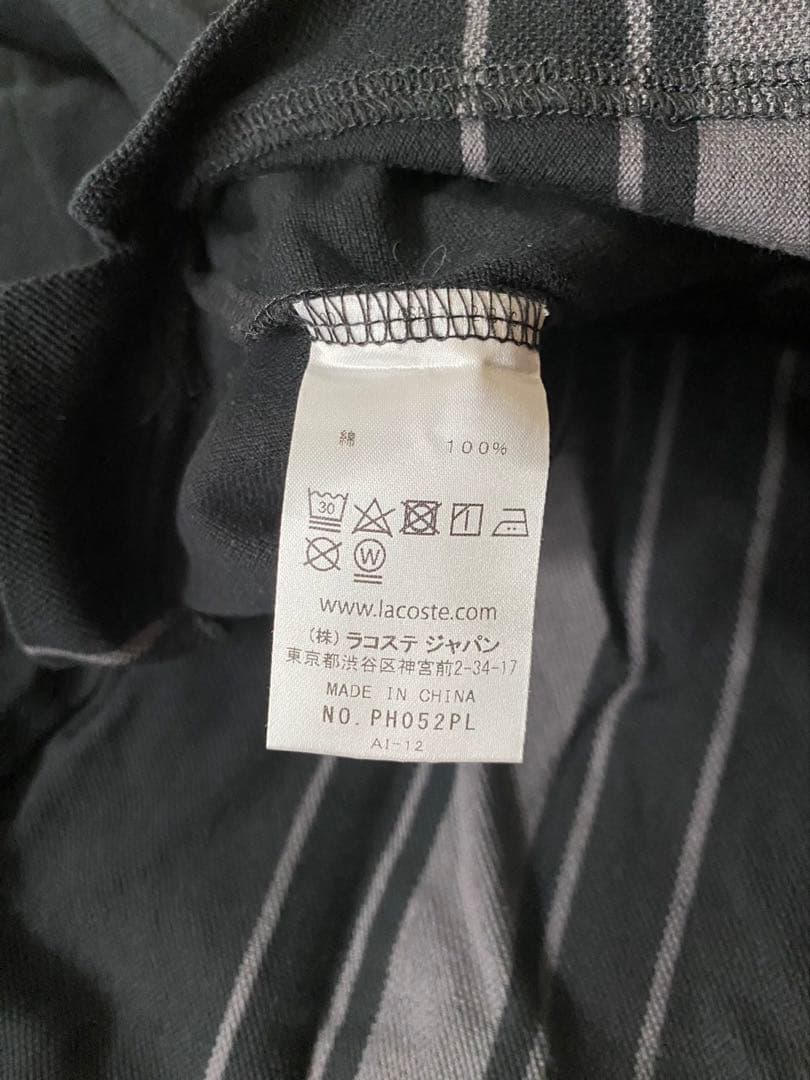 綿 100%
30
W
www.lacoste.com
(株) ラコステ ジャパン
東京都渋谷区神宮前2-34-17
MADE IN CHINA
NO. PH052PL
AI-12